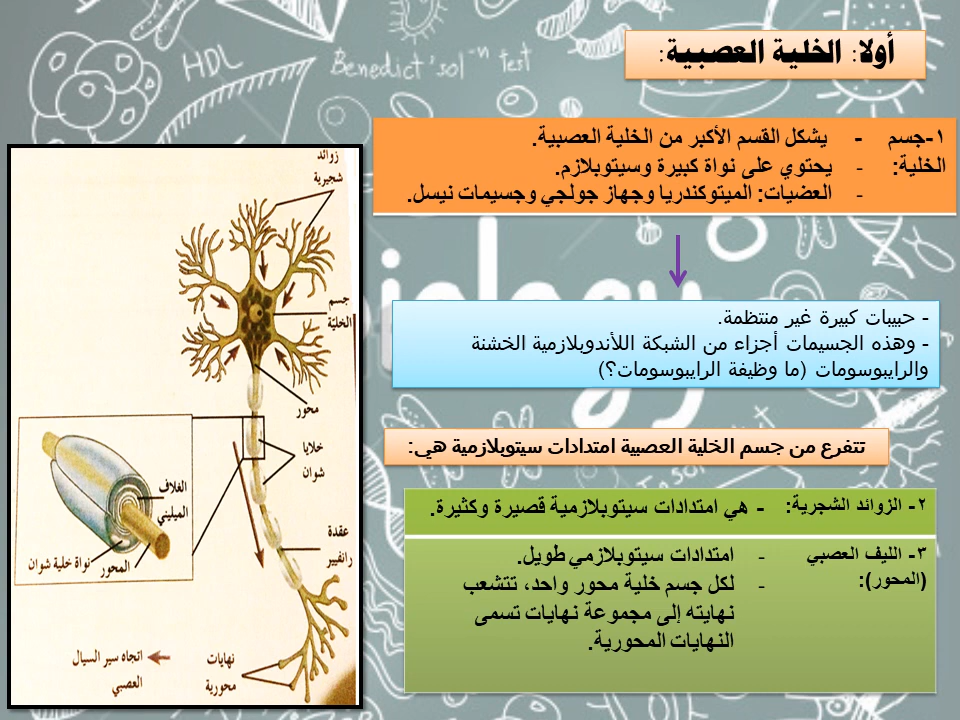 أولا: الخلية العصبية:
١-جسم الخلية:
- يشكل القسم الأكبر من الخلية العصبية.
- يحتوي على نواة كبيرة وسيتوبلازم.
- العضيات: الميتوكندريا وجهاز جولجي وجسيمات نيسل.
- حبيبات كبيرة غير منتظمة.
- وهذه الجسيمات أجزاء من الشبكة اللأندوبلازمية الخشنة
والرايبوسومات (ما وظيفة الرايبوسومات؟)
تتفرع من جسم الخلية العصبية امتدادات سيتوبلازمية هي:
٢- الزوائد الشجرية:
- هي امتدادات سيتوبلازمية قصيرة وكثيرة.
٣- الليف العصبي
(المحور):
- امتدادات سيتوبلازمي طويل.
- لكل جسم خلية محور واحد، تتشعب
نهايته إلى مجموعة نهايات تسمى
النهايات المحورية.
زوائد
شجيرية
جسم
الخليّة
محور
خلايا
شوان
الغلاف
الميليني
نواة خلية شوان
المحور
عقدة
رانفيير
نهايات
محورية
اتجاه سير السيال
العصبي
HDL
Benedict'sol⁻ⁿ test
biology